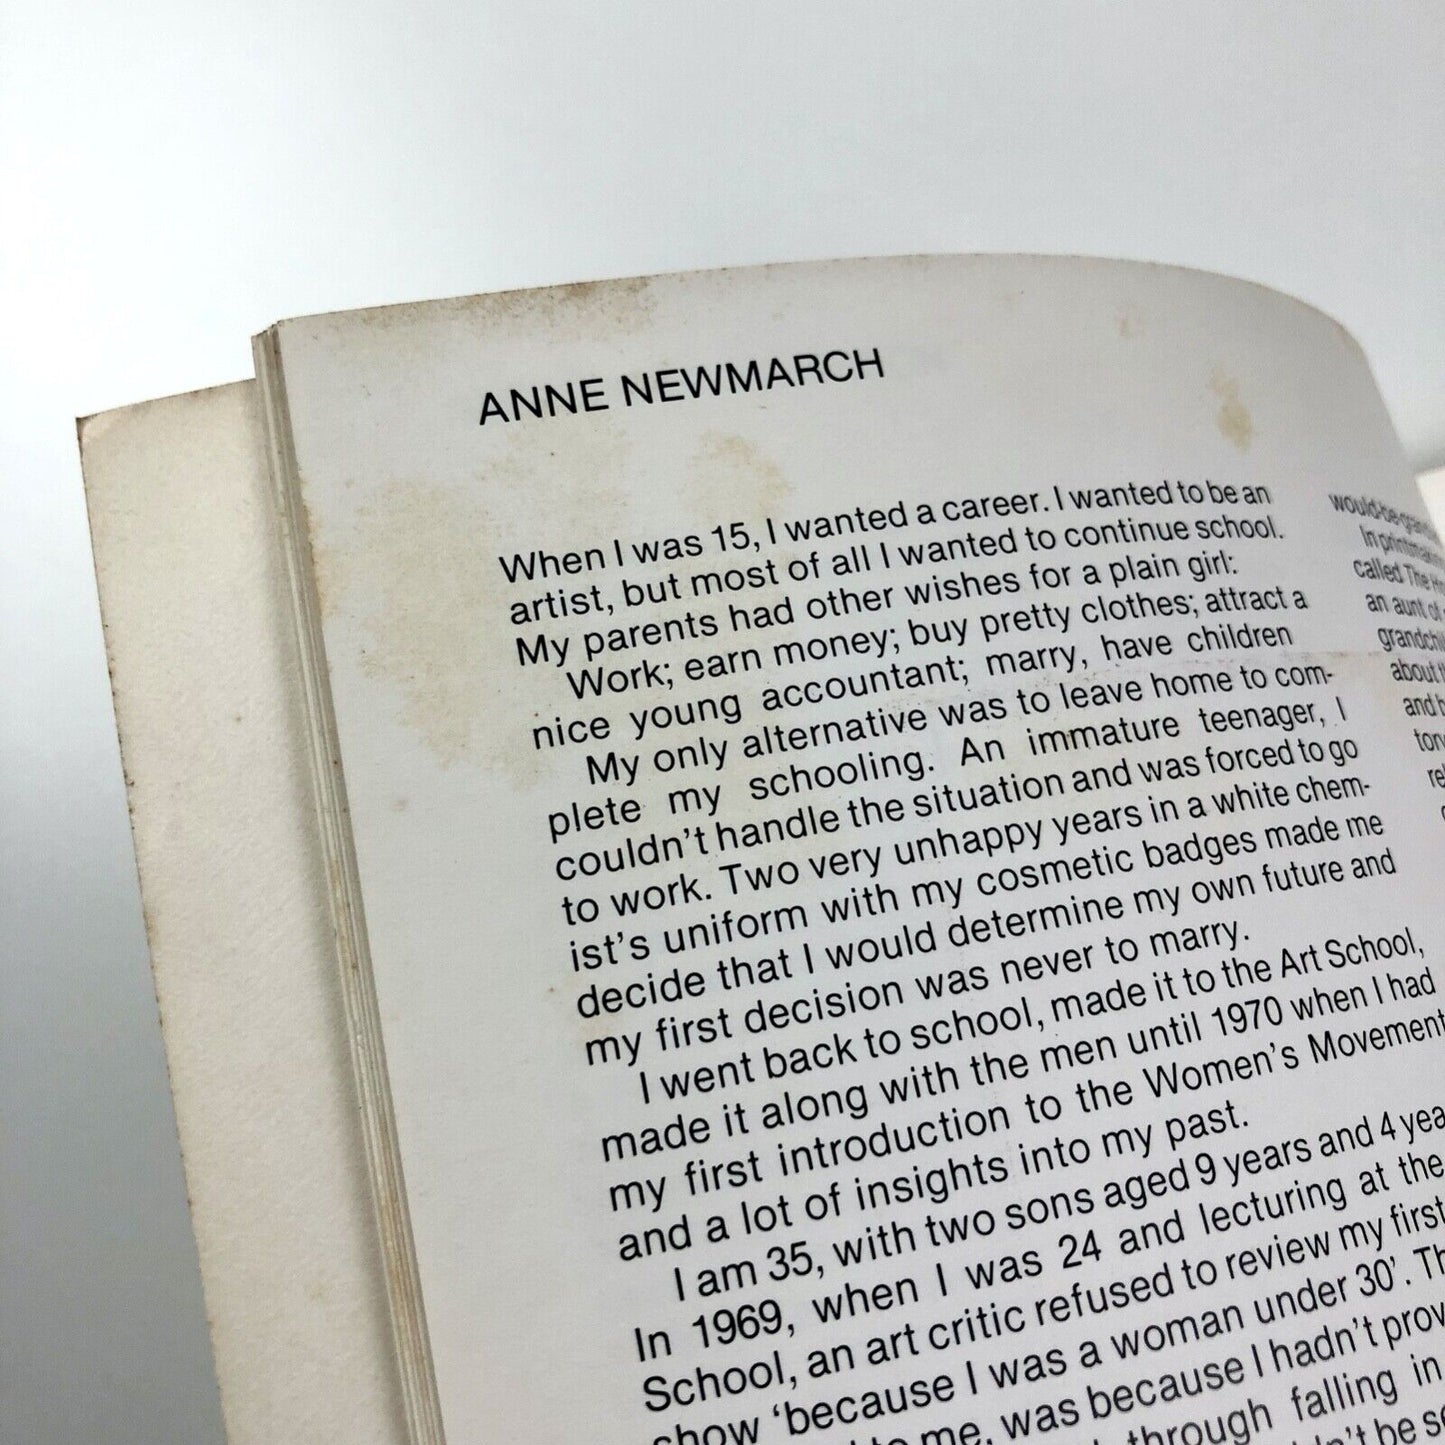 ANNE NEWMARCH
When I was 15, I wanted a career. I wanted to be an
artist, but most of all I wanted to continue school.
My parents had other wishes for a plain girl:
Work; earn money; buy pretty clothes; attract a
nice young accountant; marry, have children
My only alternative was to leave home to com-
plete my schooling. An immature teenager, I
couldn't handle the situation and was forced to go
to work. Two very unhappy years in a white chem-
ist's uniform with my cosmetic badges made me
decide that I would determine my own future and
my first decision was never to marry.
I went back to school, made it to the Art School,
made it along with the men until 1970 when I had
my first introduction to the Women's Movement
and a lot of insights into my past.
I am 35, with two sons aged 9 years and 4
In 1969, when I was 24 and lecturing at the
School, an art critic refused to review my first
show 'because I was a woman under 30'.
to me, was because I hadn't
through falling in
would-be
In
called The
an aunt of
about
and